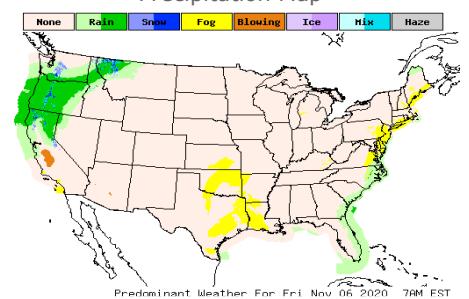 Precipitation Map
None Rain Snow Fog Blowing Ice Mix Haze
Predominant Weather For Fri Nov 06 2020 7AM EST